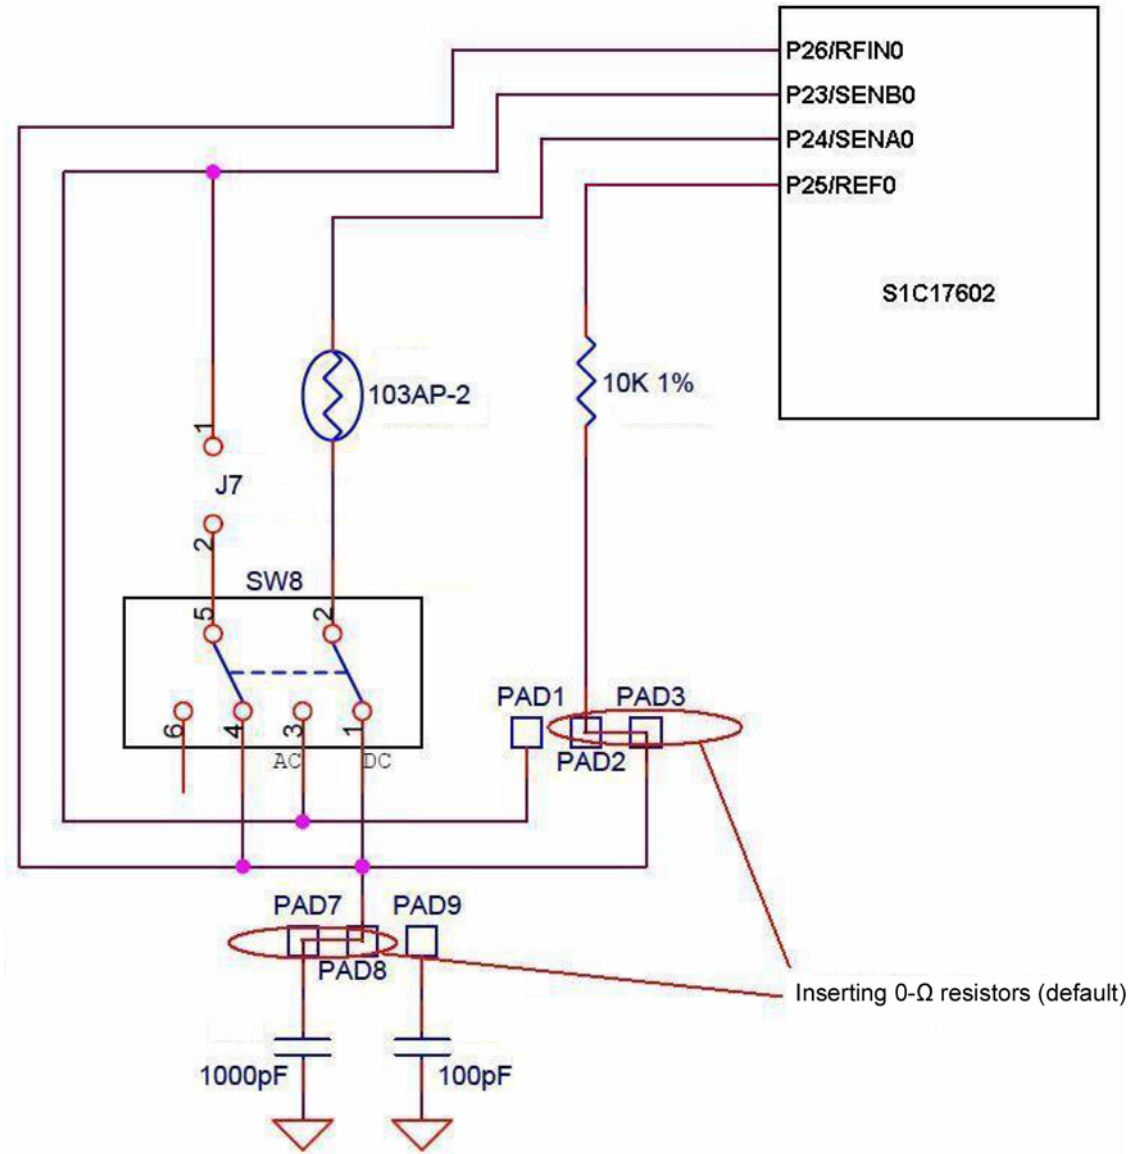 P26/RFIN0
P23/SENB0
P24/SENA0
P25/REF0
S1C17602
103AP-2
10K 1%
1
J7
2
SW8
5
2
6
4
3
1
AC
DC
PAD1
PAD3
PAD2
PAD7
PAD9
PAD8
Inserting 0-Ω resistors (default)
1000pF
100pF